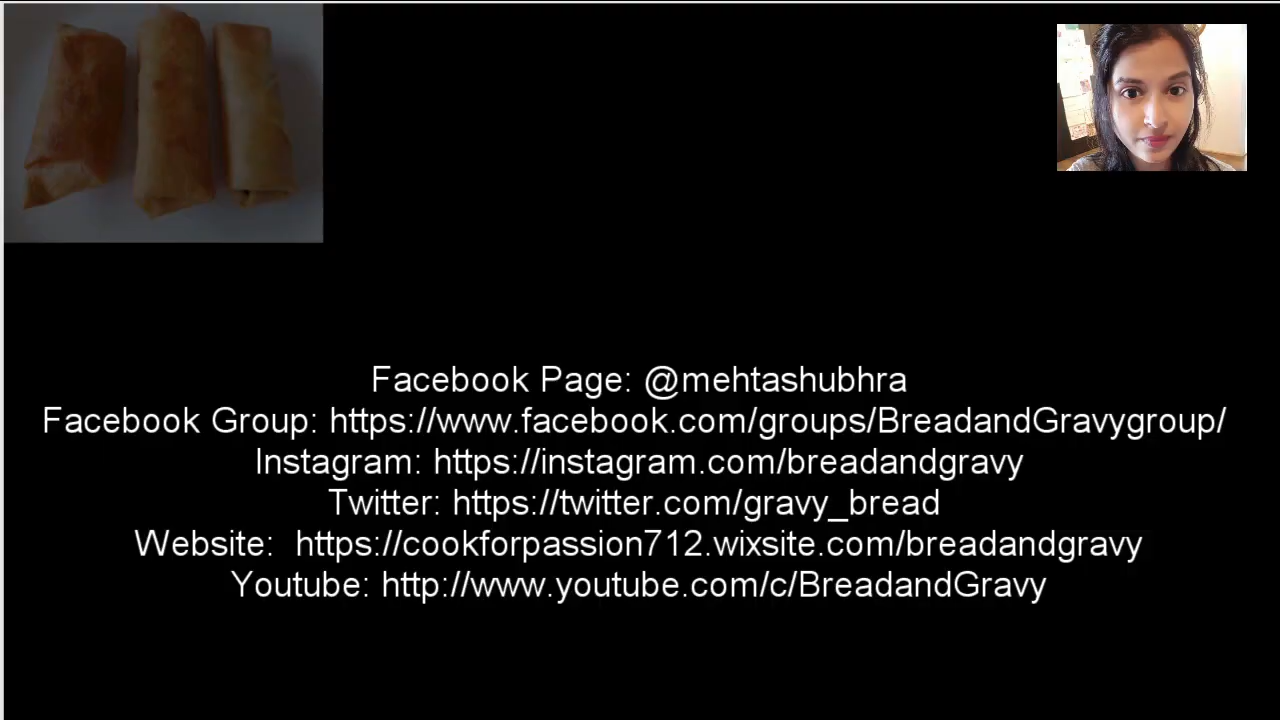 Facebook Page: @mehtashubhra
Facebook Group: https://www.facebook.com/groups/BreadandGravygroup/
Instagram: https://instagram.com/breadandgravy
Twitter: https://twitter.com/gravy_bread
Website:  https://cookforpassion712.wixsite.com/breadandgravy
Youtube: http://www.youtube.com/c/BreadandGravy